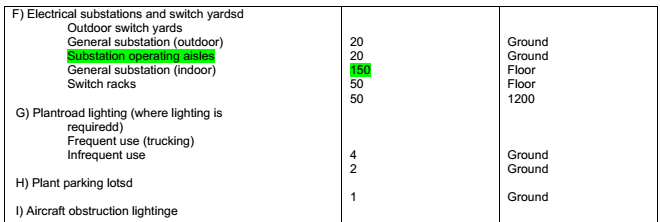 F) Electrical substations and switch yardsd
Outdoor switch yards
General substation (outdoor) 20 Ground
Substation operating aisles 20 Ground
General substation (indoor) 150 Floor
Switch racks 50 Floor
50 1200
G) Plantroad lighting (where lighting is
requiredd)
Frequent use (trucking)
Infrequent use 4 Ground
2 Ground
H) Plant parking lotsd
1 Ground
I) Aircraft obstruction lightinge